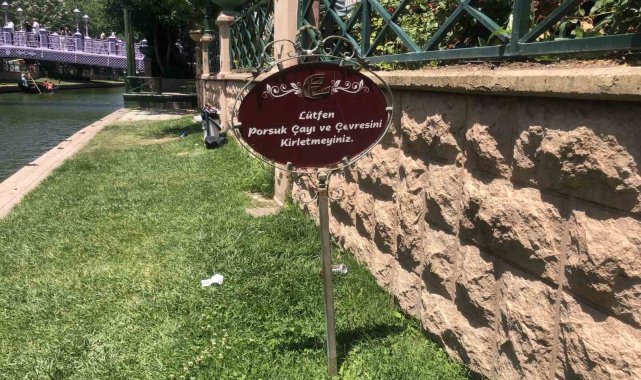 Lütfen
Porsuk Çayı ve Çevresini
Kirletmeyiniz.